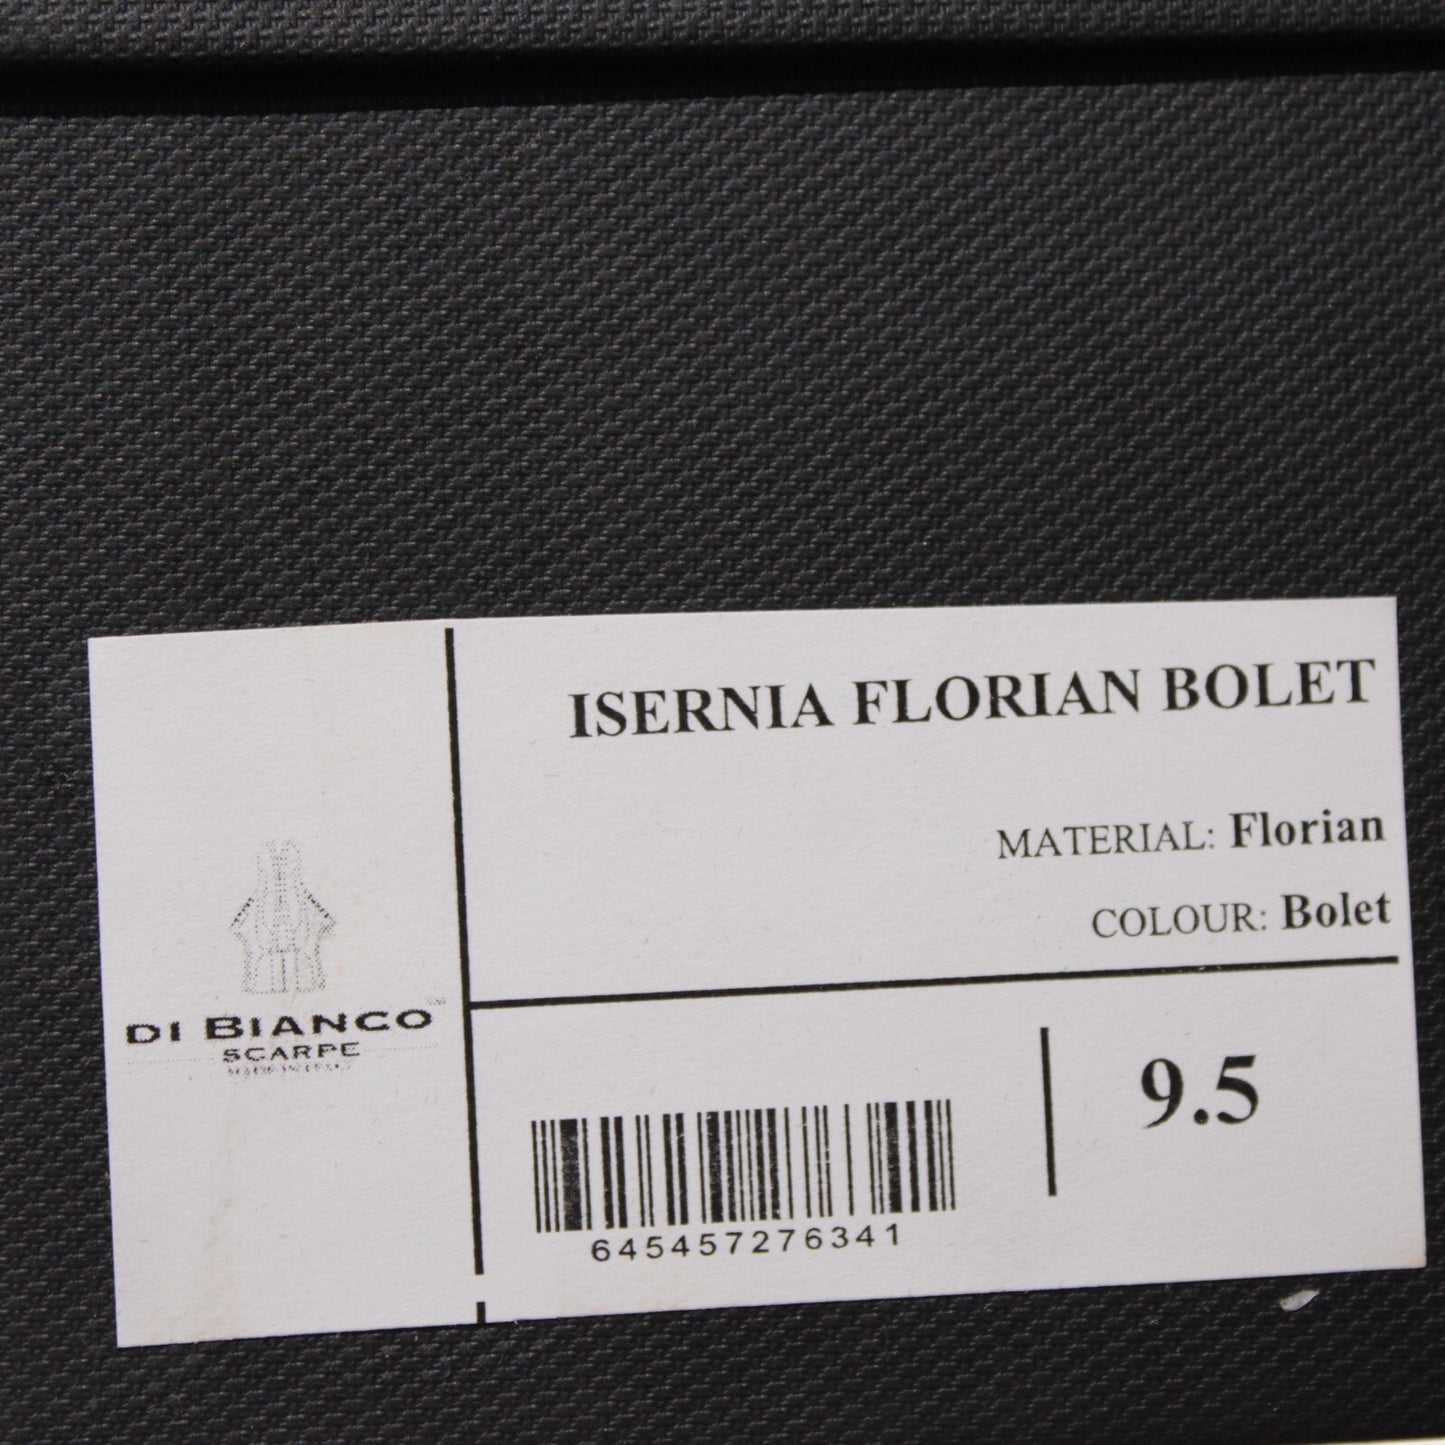 ISERNIA FLORIAN BOLET
MATERIAL: Florian
COLOUR: Bolet
DI BIANCO
SCARPE
9.5
645457276341